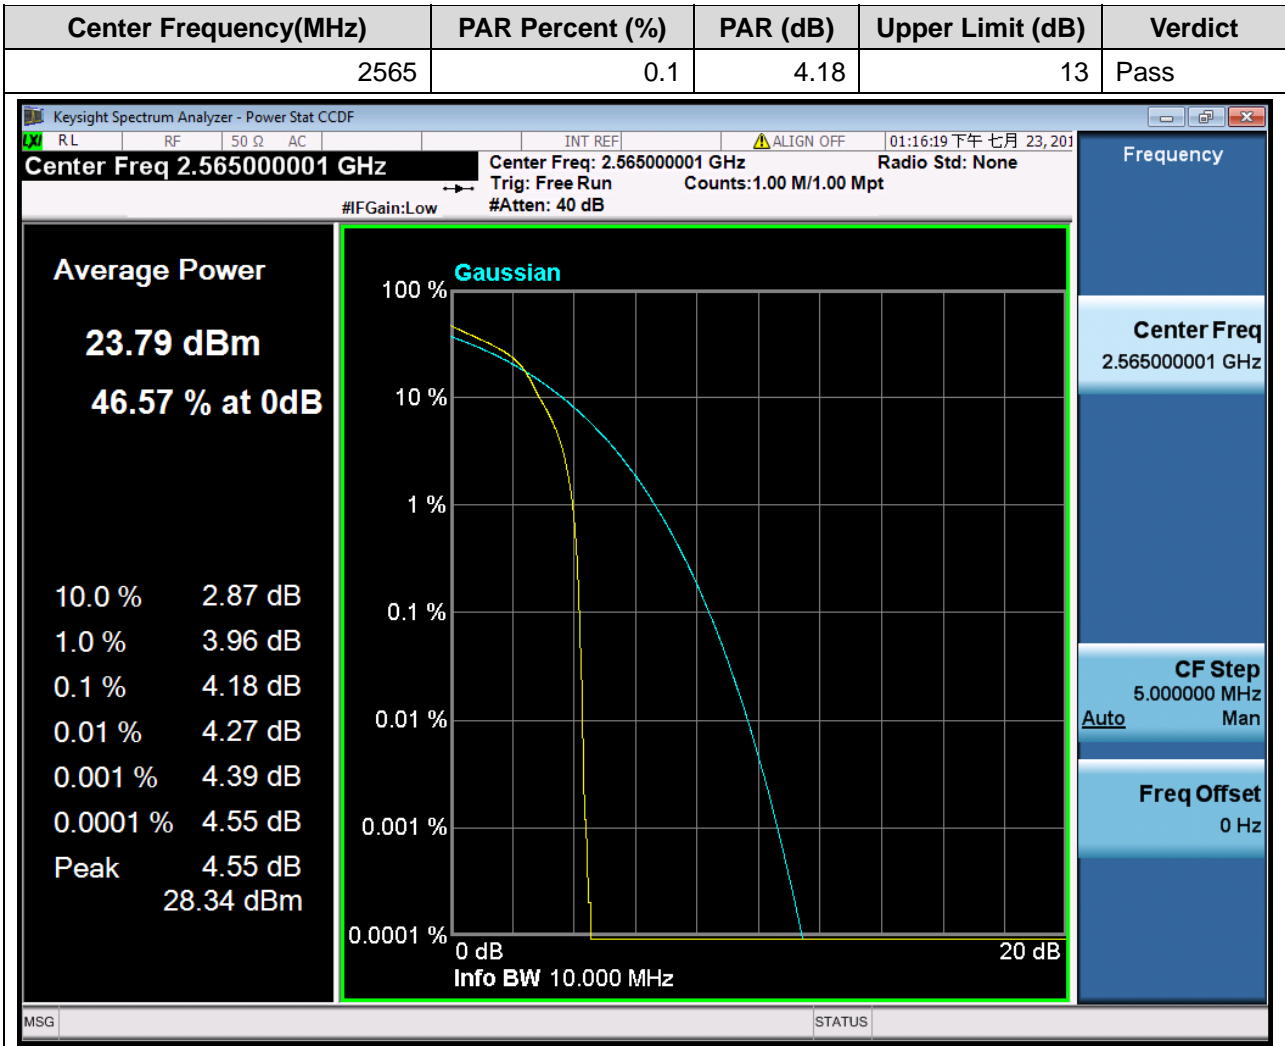 Center Frequency(MHz) PAR Percent (%) PAR (dB) Upper Limit (dB) Verdict
2565 0.1 4.18 13 Pass
Keysight Spectrum Analyzer - Power Stat CCDF
LXI RL RF 50 Ω AC INT REF ALIGN OFF 01:16:19 下午 七月 23, 201
Center Freq 2.565000001 GHz
Center Freq: 2.565000001 GHz Radio Std: None
Trig: Free Run Counts:1.00 M/1.00 Mpt
#IFGain:Low #Atten: 40 dB
Frequency
Average Power
23.79 dBm
46.57 % at 0dB
10.0 % 2.87 dB
1.0 % 3.96 dB
0.1 % 4.18 dB
0.01 % 4.27 dB
0.001 % 4.39 dB
0.0001 % 4.55 dB
Peak 4.55 dB
28.34 dBm
Gaussian
100 %
10 %
1 %
0.1 %
0.01 %
0.001 %
0.0001 %
0 dB 20 dB
Info BW 10.000 MHz
Center Freq
2.565000001 GHz
CF Step
5.000000 MHz
Auto Man
Freq Offset
0 Hz
MSG STATUS